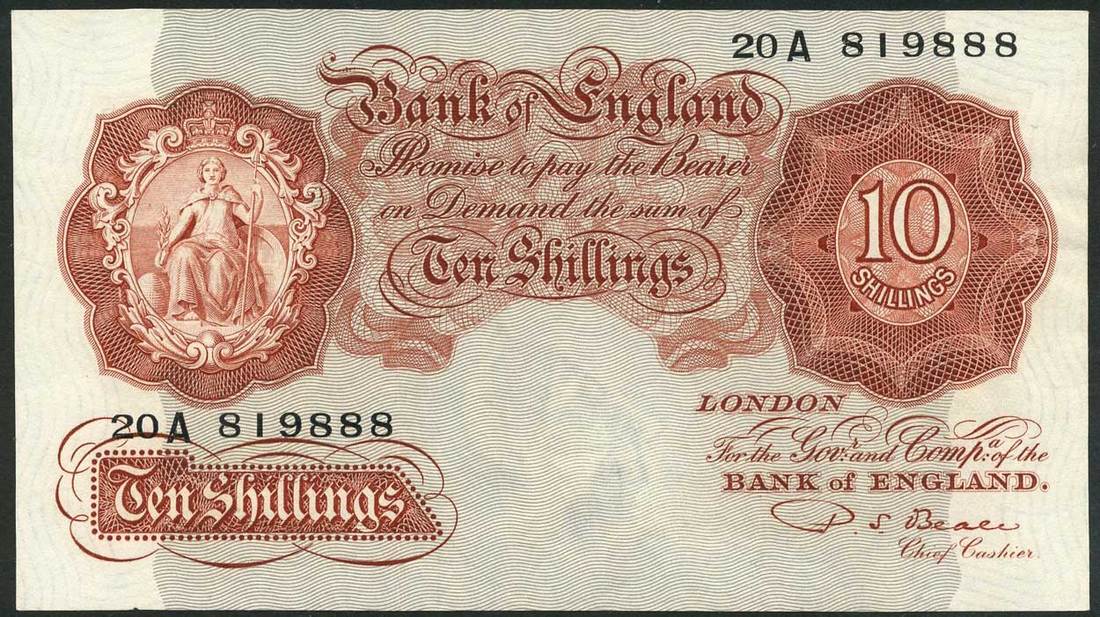 20A 819888
Bank of England
Promise to pay the Bearer
on Demand the sum of
Ten Shillings
10
SHILLINGS
20A 819888
Ten Shillings
LONDON
For the Govr. and Compa. of the
BANK of ENGLAND.
P. S. Beale
Chief Cashier.